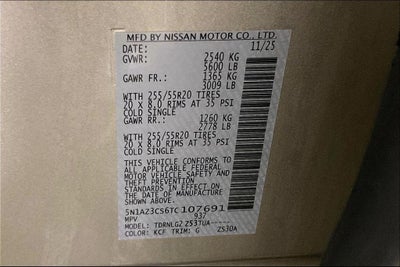 MFD BY NISSAN MOTOR CO., LTD.
DATE: 11/25
GVWR: 2540 KG
5600 LB
GAWR FR.: 1365 KG
3009 LB
WITH 255/55R20 TIRES
20 X 8.0 RIMS AT 35 PSI
COLD SINGLE
GAWR RR.: 1260 KG
2778 LB
WITH 255/55R20 TIRES
20 X 8.0 RIMS AT 35 PSI
COLD SINGLE
THIS VEHICLE CONFORMS TO
ALL APPLICABLE FEDERAL
MOTOR VEHICLE SAFETY AND
THEFT PREVENTION
STANDARDS IN EFFECT ON
THE DATE OF MANUFACTURE
SHOWN ABOVE.
5N1AZ3CS6TC107691
MPV 937
MODEL: TDRNLG2 Z53JUA-----
COLOR: KCF TRIM: G Z53UA